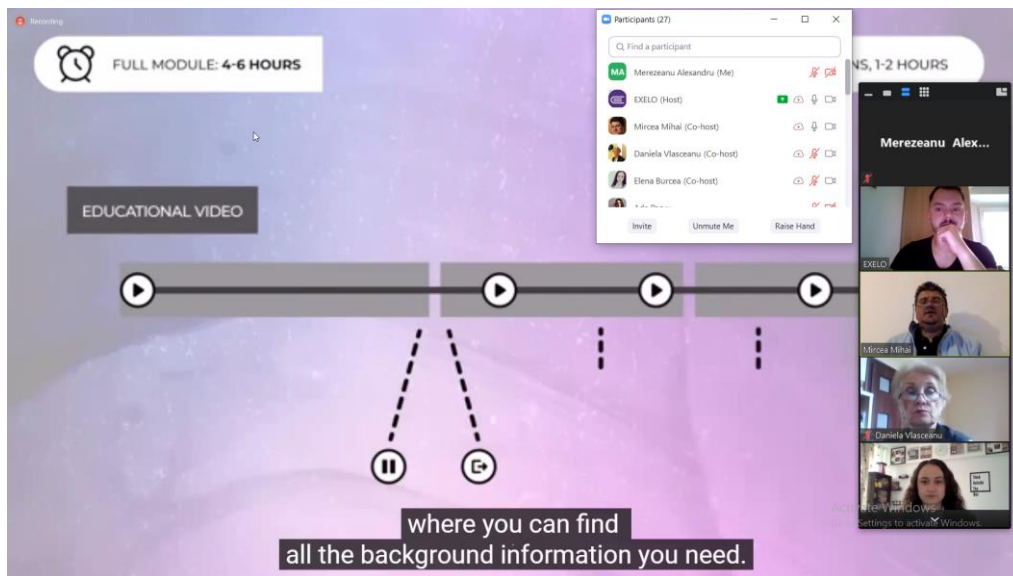 Recording
FULL MODULE: 4-6 HOURS
NS, 1-2 HOURS
EDUCATIONAL VIDEO
Participants (27)
Find a participant
MA
Merezeanu Alexandru (Me)
EXELO (Host)
Mircea Mihai (Co-host)
Daniela Vlasceanu (Co-host)
Elena Burcea (Co-host)
Invite
Unmute Me
Raise Hand
Merezeanu Alex...
EXELO
Mircea Mihai
Daniela Vlasceanu
Activate Windows
Settings to activate Windows.
where you can find
all the background information you need.